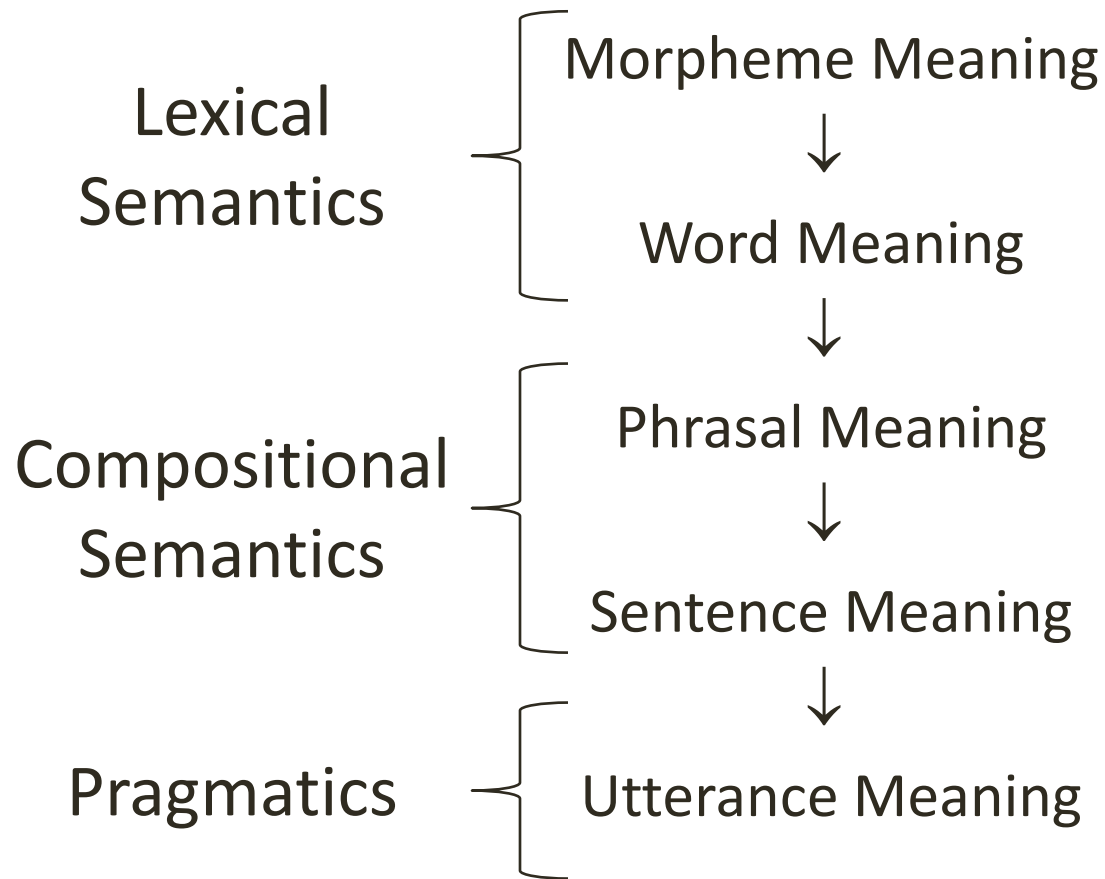 Lexical
Semantics
Morpheme Meaning
↓
Word Meaning
↓
Compositional
Semantics
Phrasal Meaning
↓
Sentence Meaning
↓
Pragmatics
Utterance Meaning